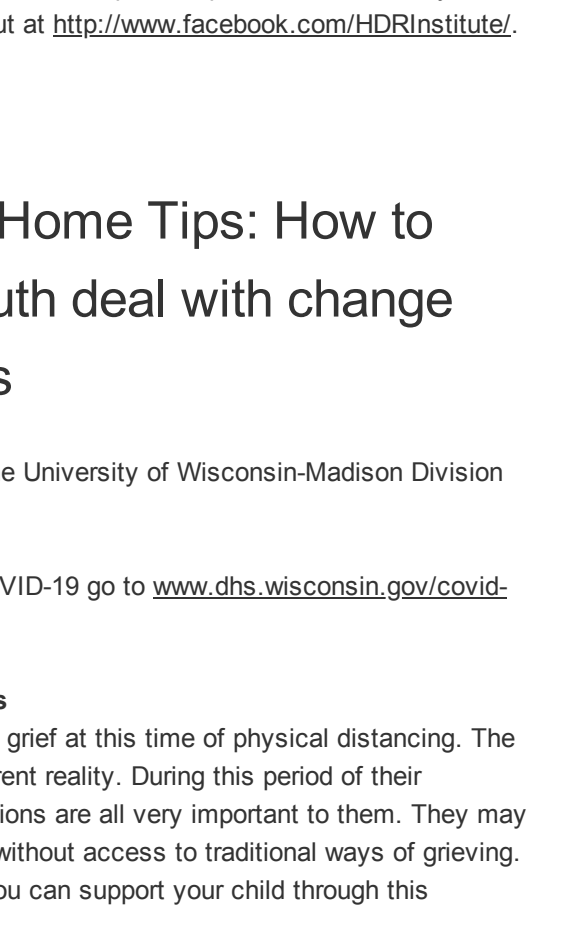 ut at http://www.facebook.com/HDRInstitute/.
Home Tips: How to
uth deal with change
s
e University of Wisconsin-Madison Division
VID-19 go to www.dhs.wisconsin.gov/covid-
s
grief at this time of physical distancing. The
rent reality. During this period of their
ions are all very important to them. They may
without access to traditional ways of grieving.
ou can support your child through this